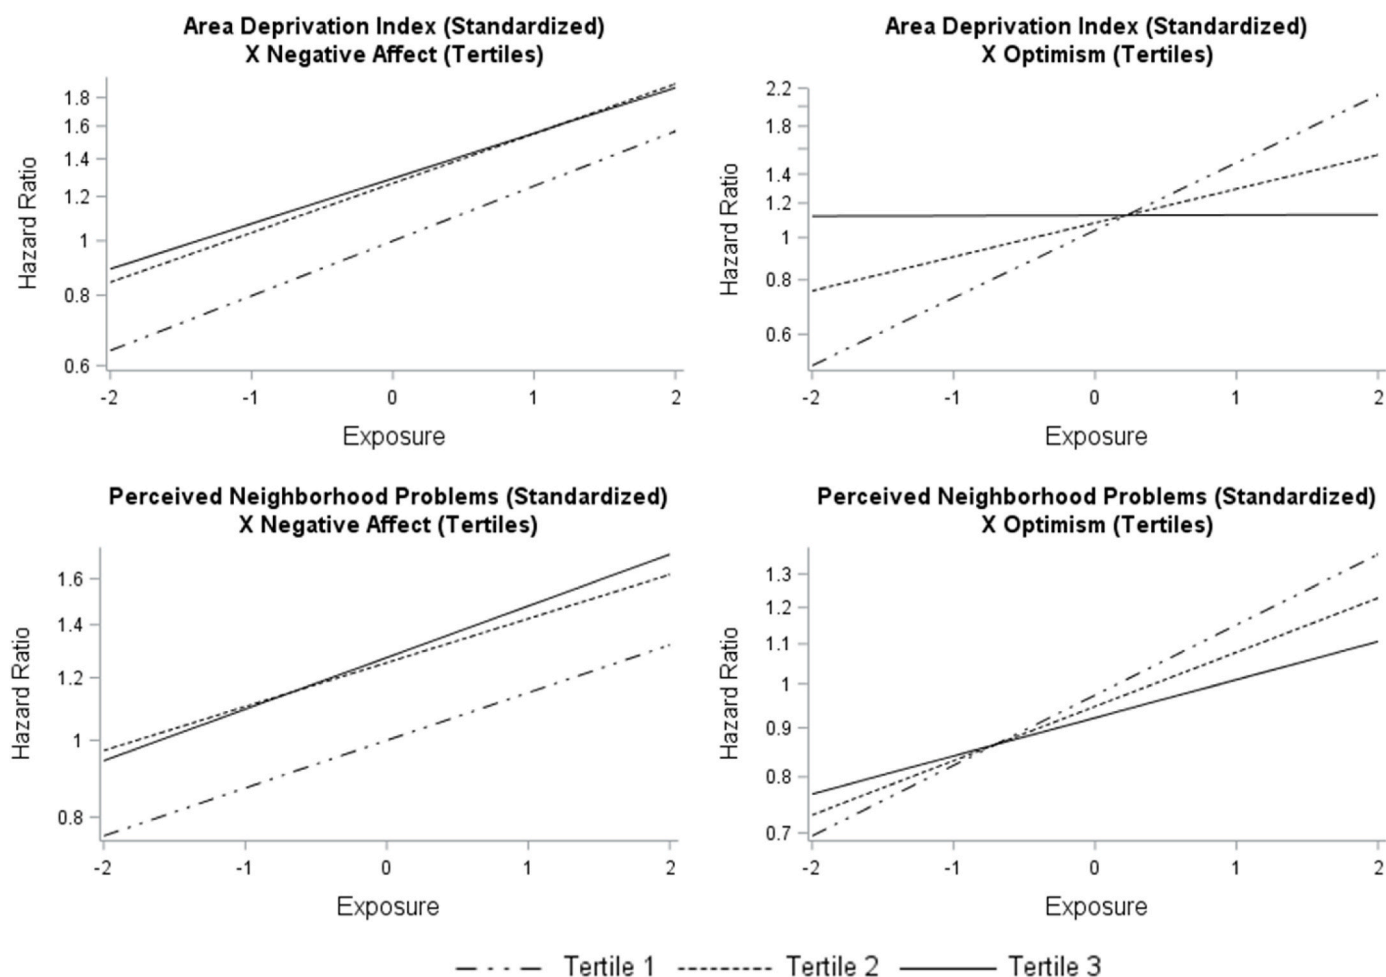 Area Deprivation Index (Standardized)
X Negative Affect (Tertiles)
Hazard Ratio
1.8
1.6
1.4
1.2
1
0.8
0.6
-2
-1
0
1
2
Exposure
Area Deprivation Index (Standardized)
X Optimism (Tertiles)
Hazard Ratio
2.2
1.8
1.4
1.2
1
0.8
0.6
-2
-1
0
1
2
Exposure
Perceived Neighborhood Problems (Standardized)
X Negative Affect (Tertiles)
Hazard Ratio
1.6
1.4
1.2
1
0.8
-2
-1
0
1
2
Exposure
Perceived Neighborhood Problems (Standardized)
X Optimism (Tertiles)
Hazard Ratio
1.3
1.2
1.1
1
0.9
0.8
0.7
-2
-1
0
1
2
Exposure
Tertile 1
Tertile 2
Tertile 3